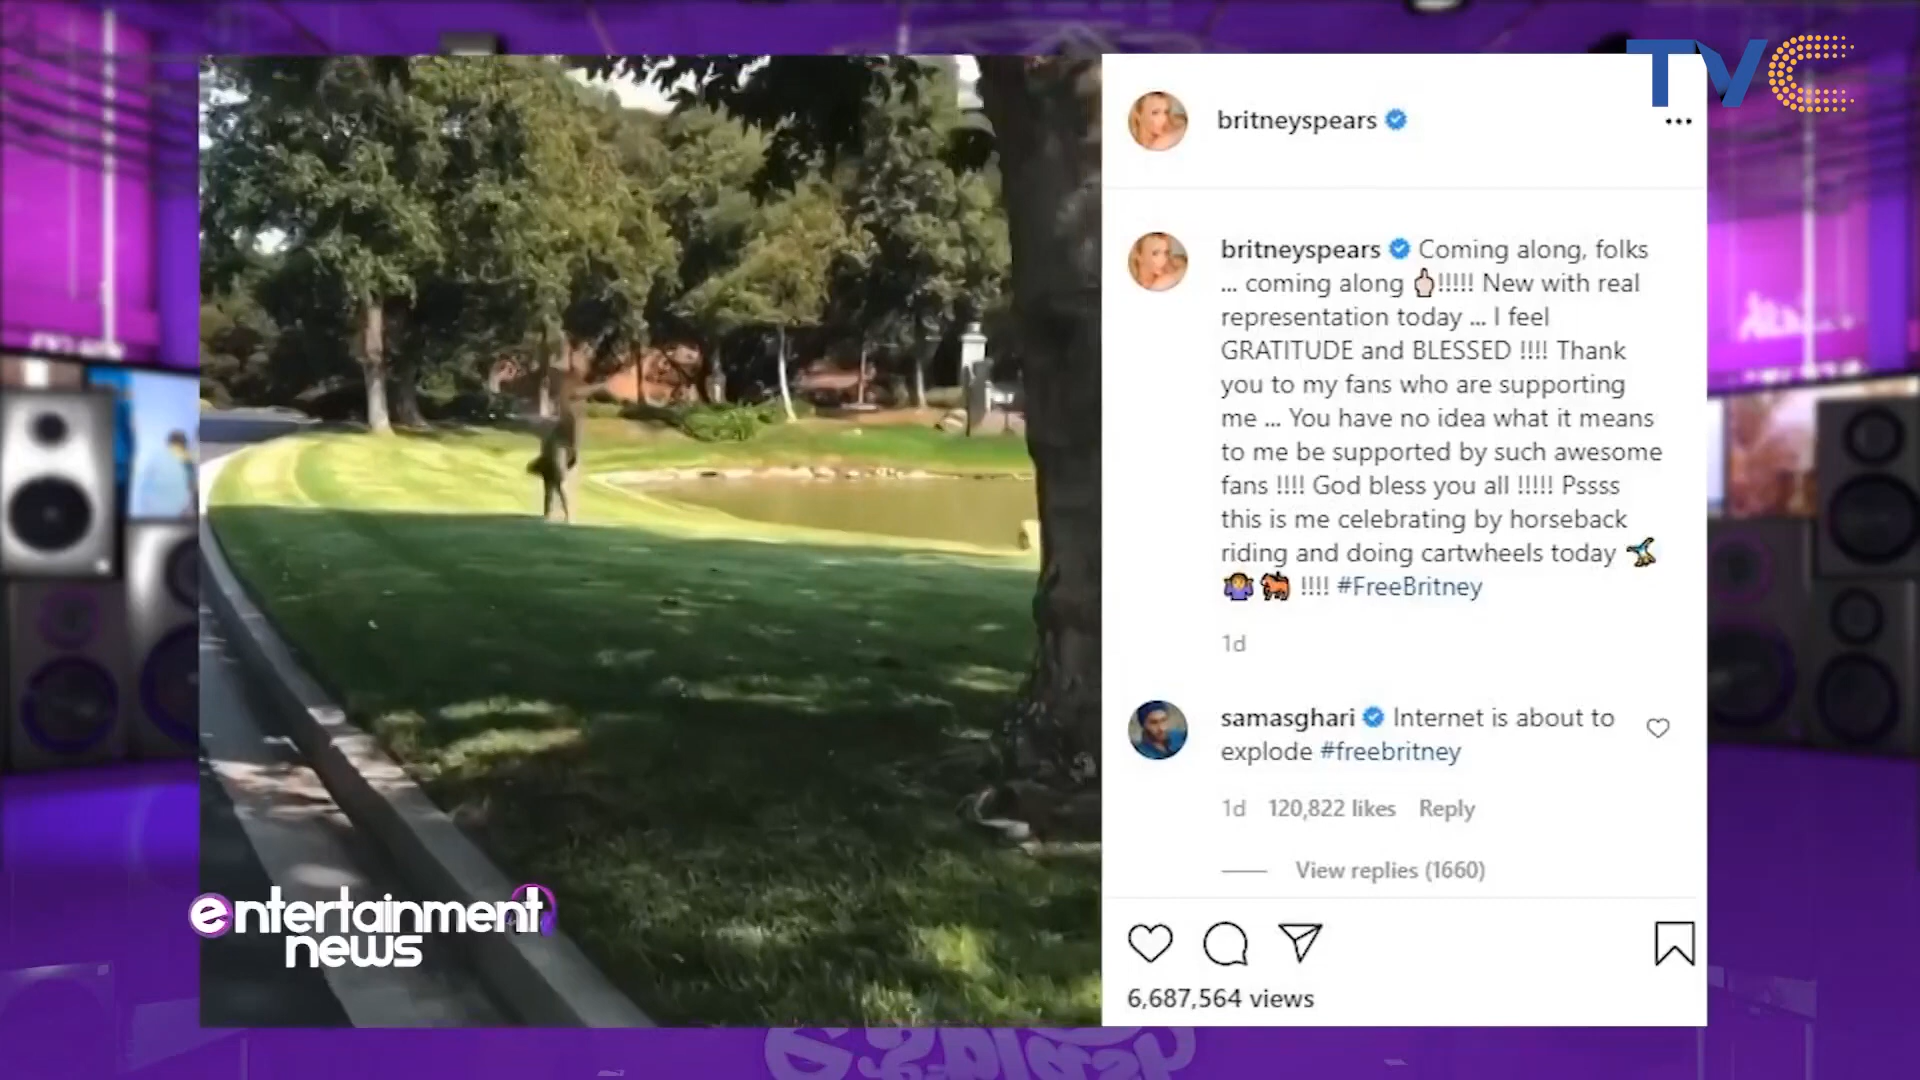 TVC
britneyspears
britneyspears Coming along, folks
... coming along 🖕🏻!!!!! New with real
representation today ... I feel
GRATITUDE and BLESSED !!!! Thank
you to my fans who are supporting
me ... You have no idea what it means
to me be supported by such awesome
fans !!!! God bless you all !!!!! Pssss
this is me celebrating by horseback
riding and doing cartwheels today
!!!! #FreeBritney
1d
samasghari Internet is about to
explode #freebritney
1d 120,822 likes Reply
View replies (1660)
6,687,564 views
entertainment
news